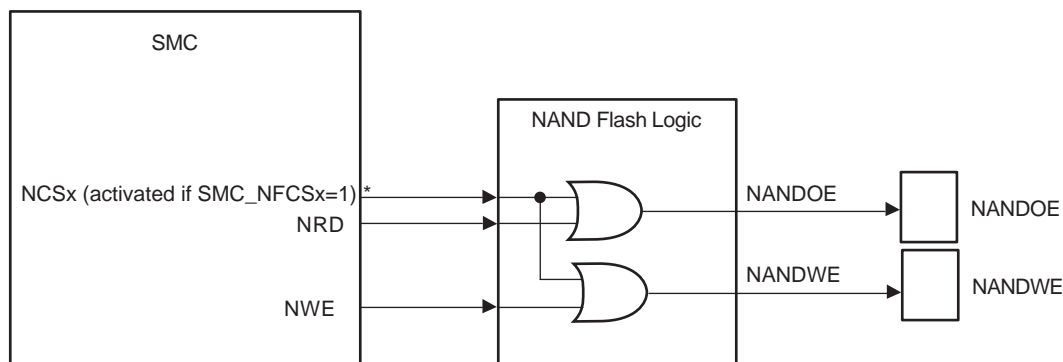 SMC
NAND Flash Logic
NCSx (activated if SMC_NFCSx=1) *
NANDOE
NANDOE
NRD
NANDWE
NANDWE
NWE